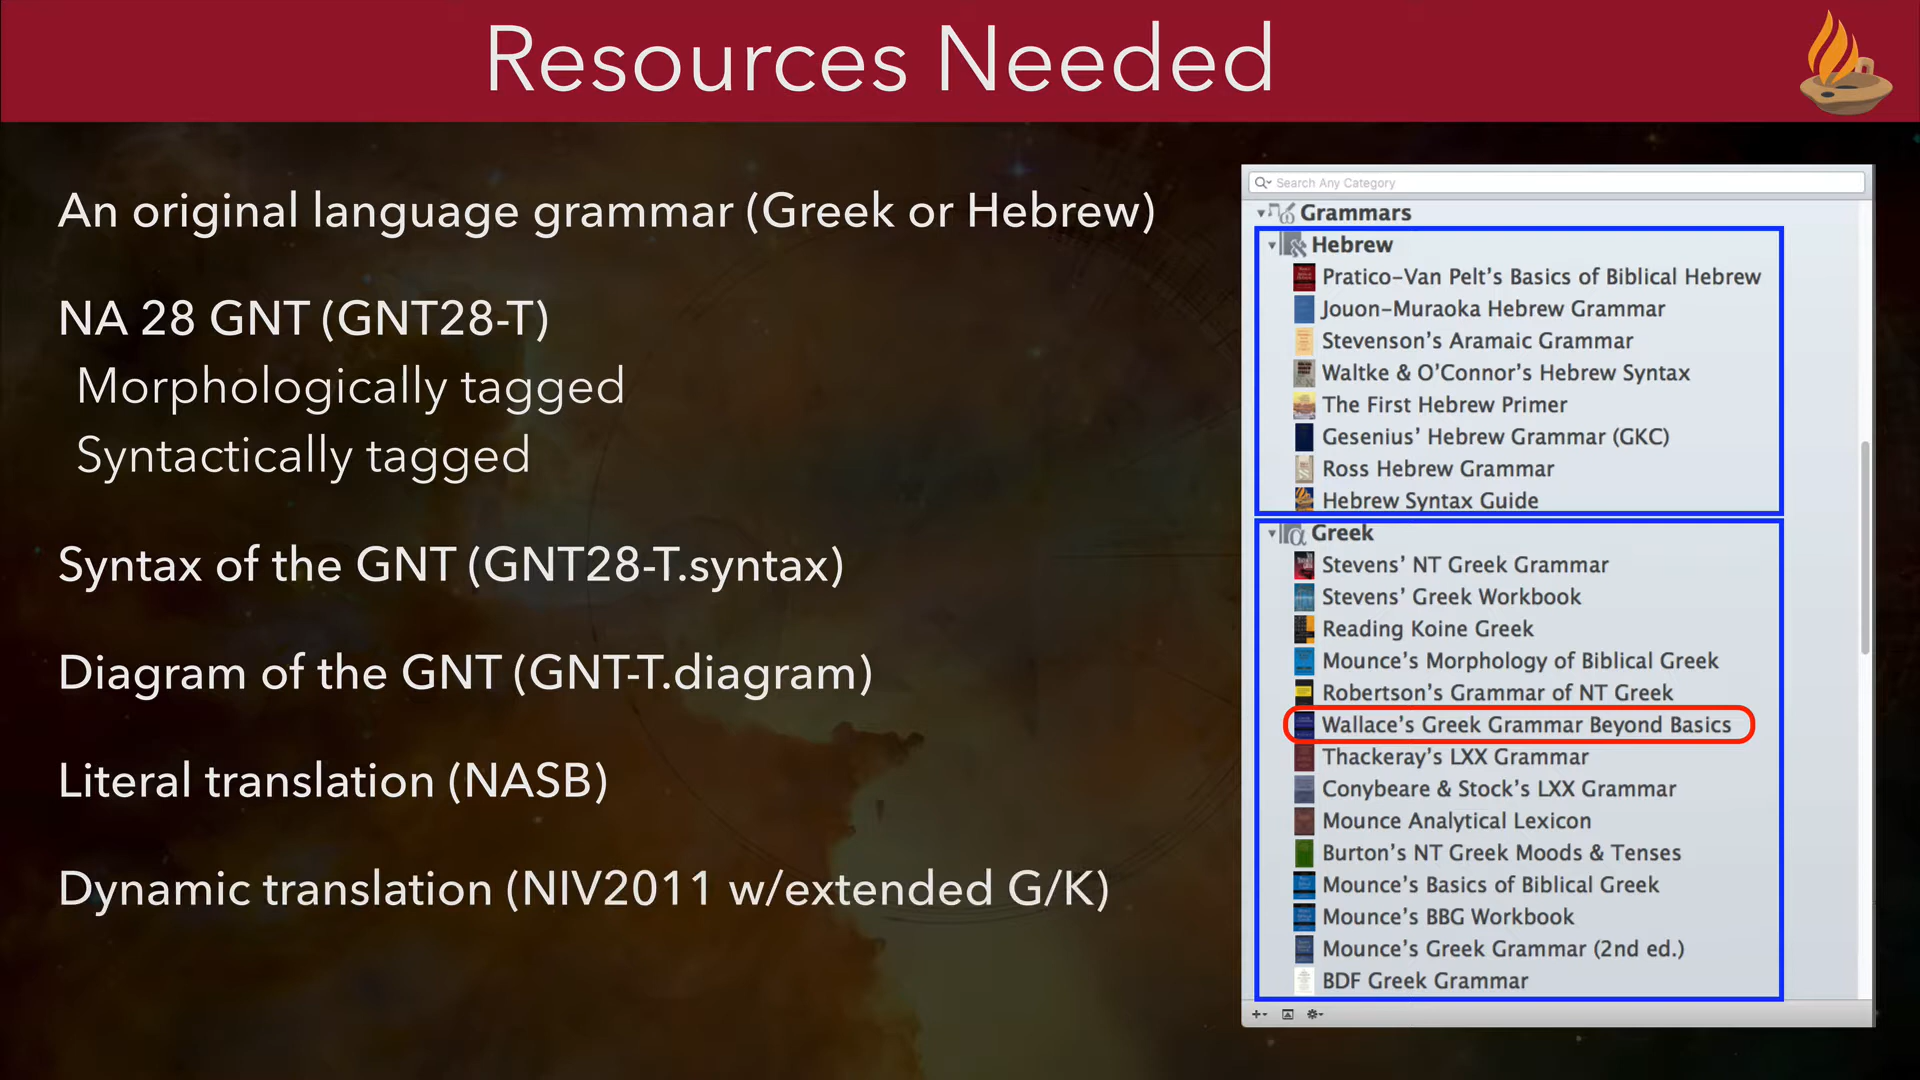 Resources Needed
An original language grammar (Greek or Hebrew)
NA 28 GNT (GNT28-T)
Morphologically tagged
Syntactically tagged
Syntax of the GNT (GNT28-T.syntax)
Diagram of the GNT (GNT-T.diagram)
Literal translation (NASB)
Dynamic translation (NIV2011 w/extended G/K)
Search Any Category
Grammars
Hebrew
Pratico-Van Pelt's Basics of Biblical Hebrew
Jouon-Muraoka Hebrew Grammar
Stevenson's Aramaic Grammar
Waltke & O'Connor's Hebrew Syntax
The First Hebrew Primer
Gesenius' Hebrew Grammar (GKC)
Ross Hebrew Grammar
Hebrew Syntax Guide
Greek
Stevens' NT Greek Grammar
Stevens' Greek Workbook
Reading Koine Greek
Mounce's Morphology of Biblical Greek
Robertson's Grammar of NT Greek
Wallace's Greek Grammar Beyond Basics
Thackeray's LXX Grammar
Conybeare & Stock's LXX Grammar
Mounce Analytical Lexicon
Burton's NT Greek Moods & Tenses
Mounce's Basics of Biblical Greek
Mounce's BBG Workbook
Mounce's Greek Grammar (2nd ed.)
BDF Greek Grammar